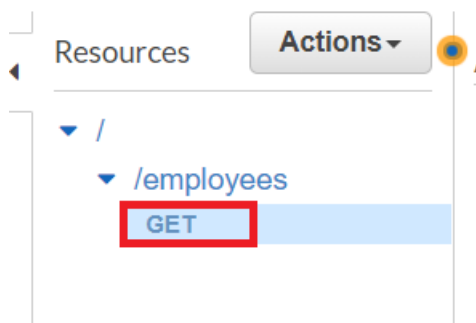 Resources
Actions
/
/employees
GET